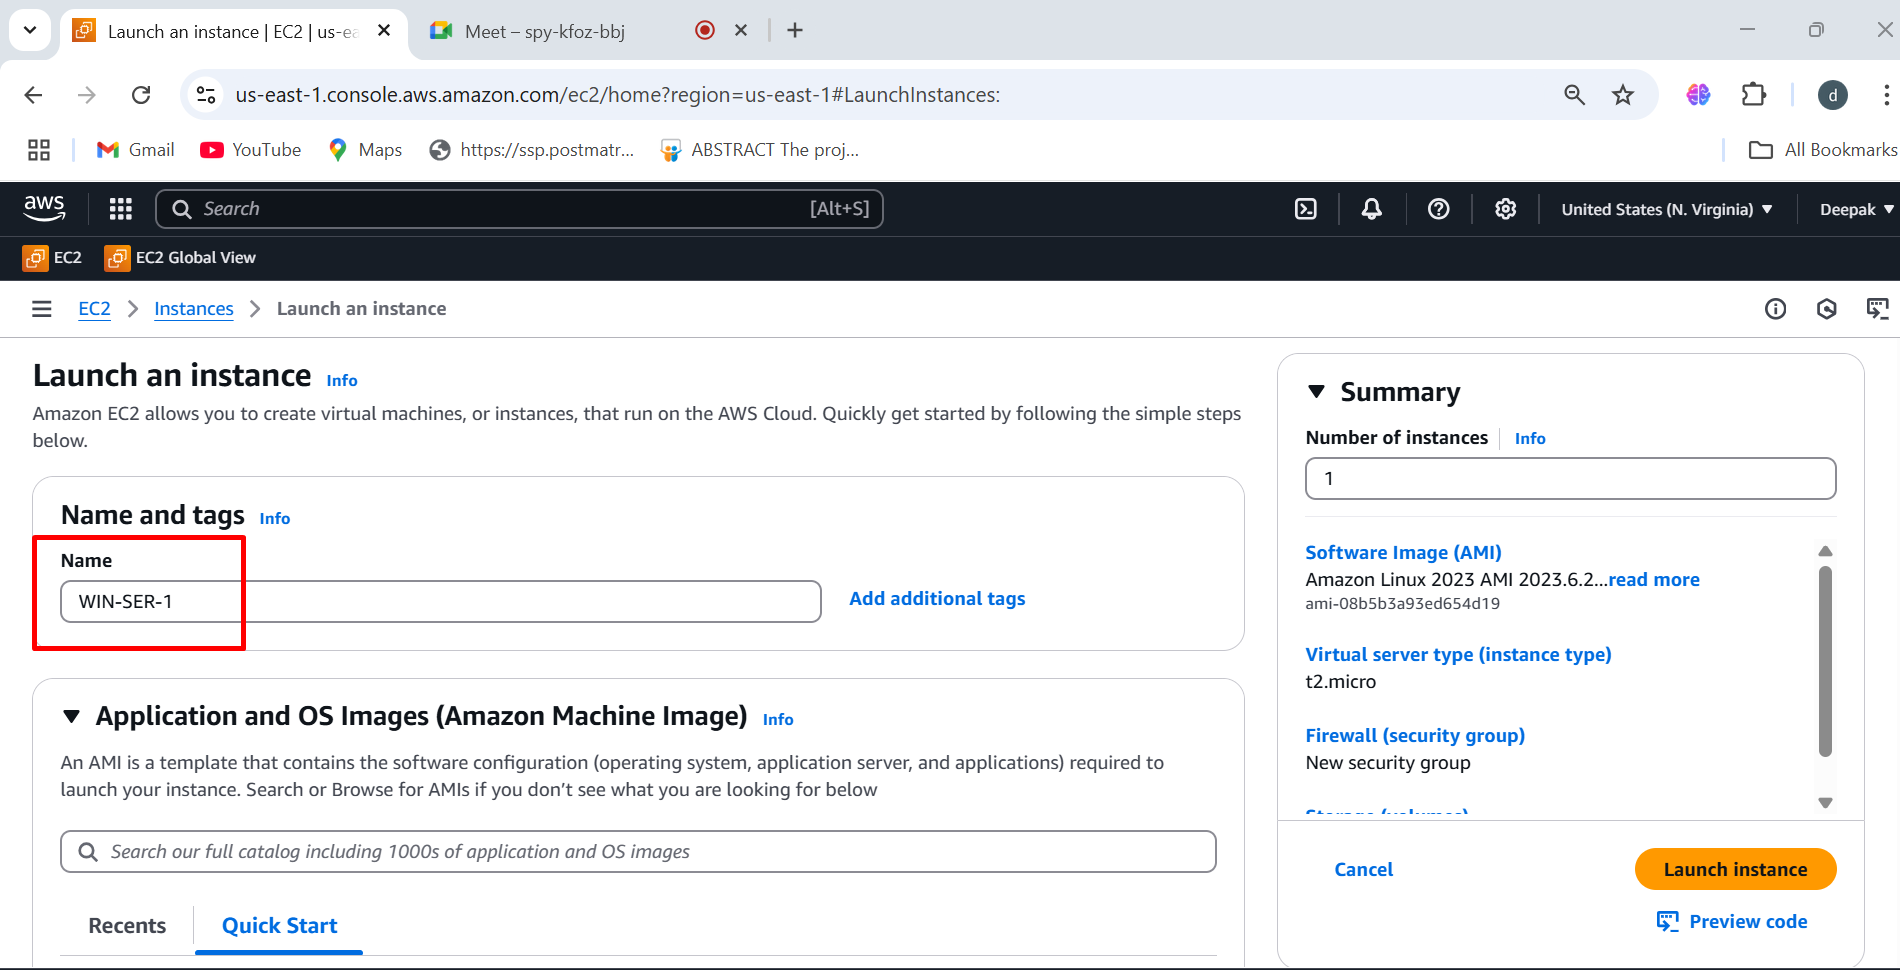 Launch an instance | EC2 | us-ea
Meet – spy-kfoz-bbj
us-east-1.console.aws.amazon.com/ec2/home?region=us-east-1#LaunchInstances:
d
Gmail
YouTube
Maps
https://ssp.postmatr...
ABSTRACT The proj...
All Bookmarks
aws
Search
[Alt+S]
United States (N. Virginia)
Deepak
EC2
EC2 Global View
EC2
Instances
Launch an instance
Launch an instance Info
Amazon EC2 allows you to create virtual machines, or instances, that run on the AWS Cloud. Quickly get started by following the simple steps
below.
Name and tags Info
Name
WIN-SER-1
Add additional tags
Application and OS Images (Amazon Machine Image) Info
An AMI is a template that contains the software configuration (operating system, application server, and applications) required to
launch your instance. Search or Browse for AMIs if you don’t see what you are looking for below
Search our full catalog including 1000s of application and OS images
Recents
Quick Start
Summary
Number of instances Info
1
Software Image (AMI)
Amazon Linux 2023 AMI 2023.6.2...read more
ami-08b5b3a93ed654d19
Virtual server type (instance type)
t2.micro
Firewall (security group)
New security group
Storage (volumes)
Cancel
Launch instance
Preview code